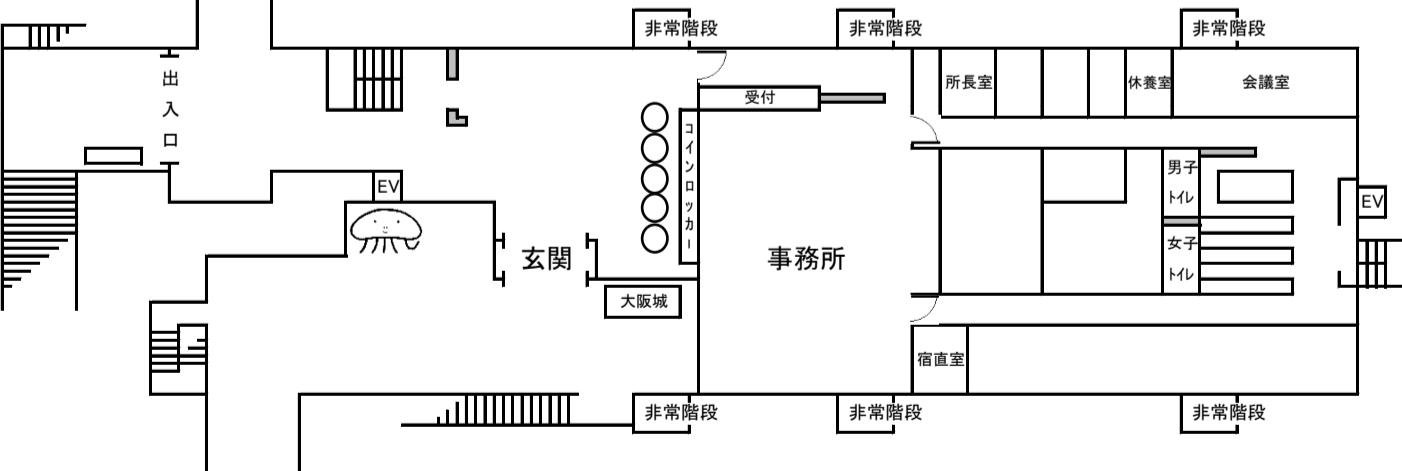 非常階段
非常階段
非常階段
出入口
所長室
休養室
会議室
受付
コインロッカー
男子
トイレ
EV
EV
女子
トイレ
玄関
事務所
大阪城
宿直室
非常階段
非常階段
非常階段